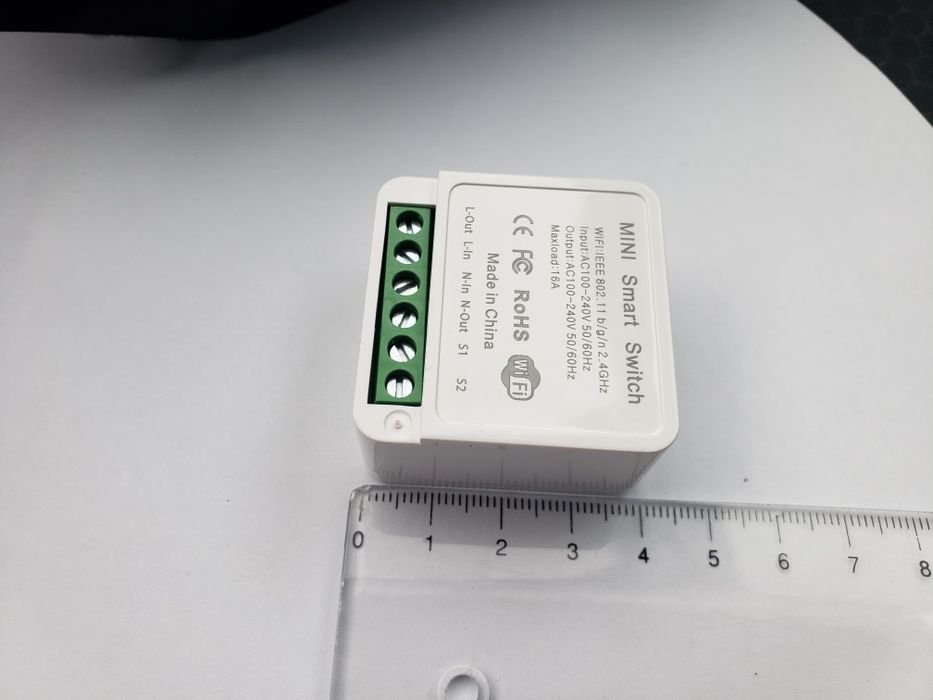 MINI Smart Switch
WIFI:IEEE 802.11 b/g/n 2.4GHz
Input:AC100-240V 50/60Hz
Output:AC100-240V 50/60Hz
Maxload:16A
CE FC RoHS WiFi
Made in China
L-Out L-In N-In N-Out S1 S2
0 1 2 3 4 5 6 7 8